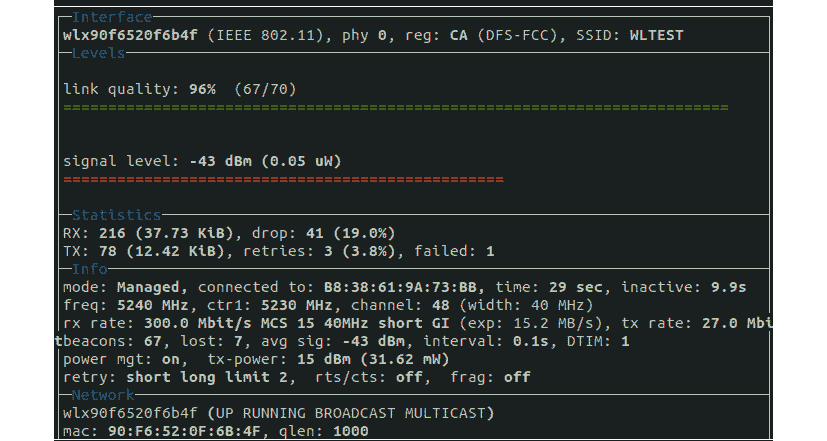 Interface
wlx90f6520f6b4f (IEEE 802.11), phy 0, reg: CA (DFS-FCC), SSID: WLTEST
Levels
link quality: 96% (67/70)
signal level: -43 dBm (0.05 uW)
Statistics
RX: 216 (37.73 KiB), drop: 41 (19.0%)
TX: 78 (12.42 KiB), retries: 3 (3.8%), failed: 1
Info
mode: Managed, connected to: B8:38:61:9A:73:BB, time: 29 sec, inactive: 9.9s
freq: 5240 MHz, ctr1: 5230 MHz, channel: 48 (width: 40 MHz)
rx rate: 300.0 Mbit/s MCS 15 40MHz short GI (exp: 15.2 MB/s), tx rate: 27.0 Mbi
tbeacons: 67, lost: 7, avg sig: -43 dBm, interval: 0.1s, DTIM: 1
power mgt: on, tx-power: 15 dBm (31.62 mW)
retry: short long limit 2, rts/cts: off, frag: off
Network
wlx90f6520f6b4f (UP RUNNING BROADCAST MULTICAST)
mac: 90:F6:52:0F:6B:4F, qlen: 1000